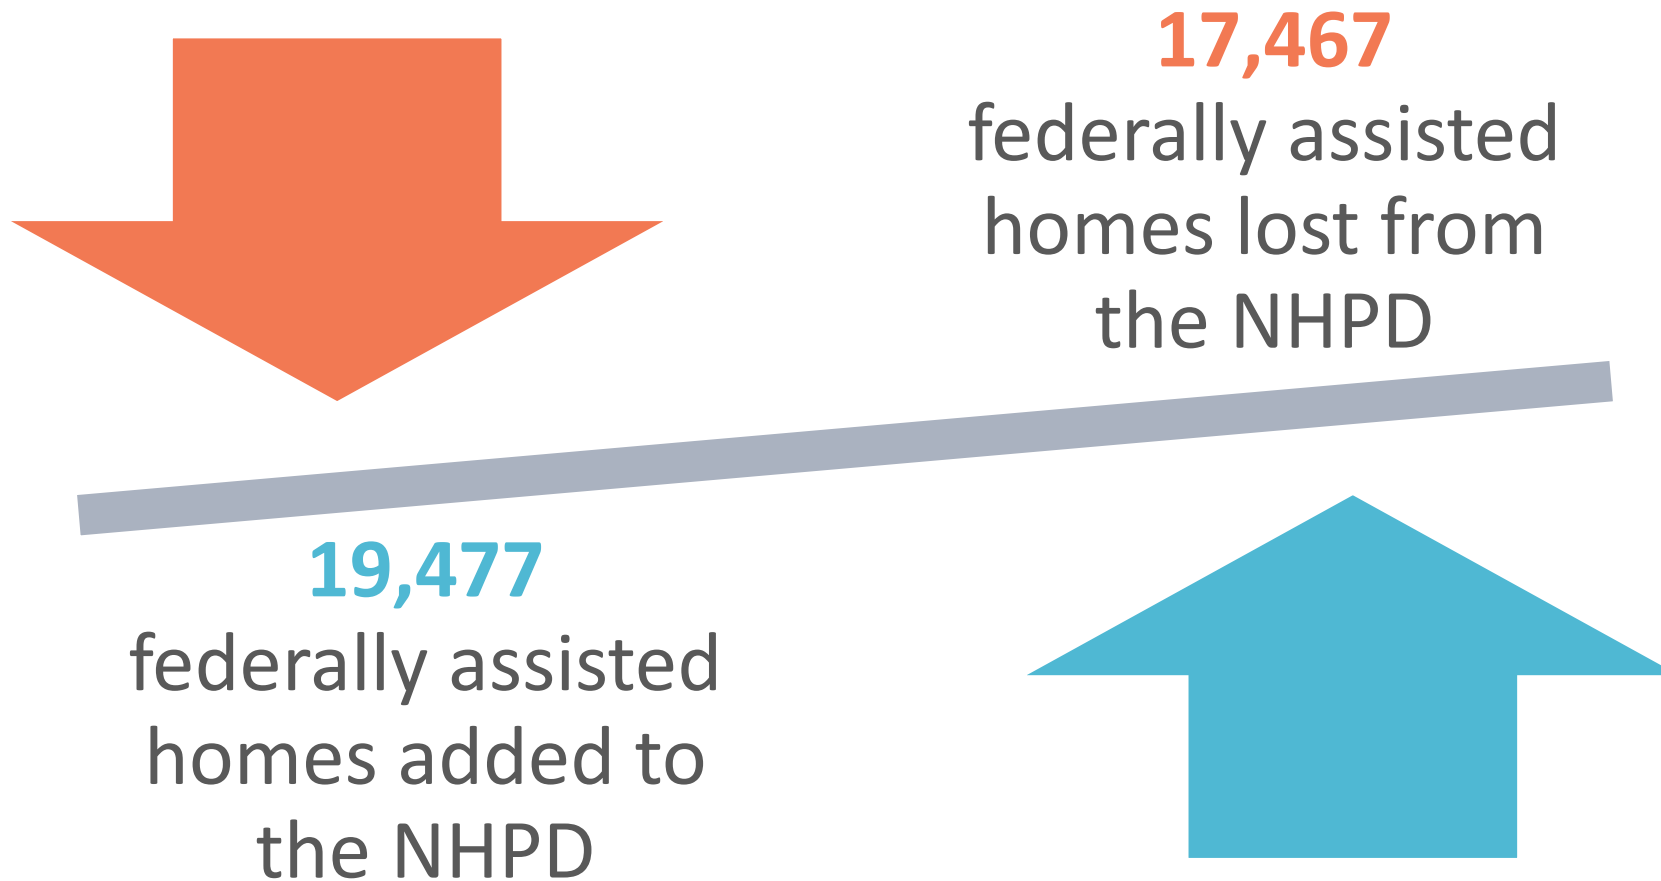 17,467
federally assisted
homes lost from
the NHPD
19,477
federally assisted
homes added to
the NHPD